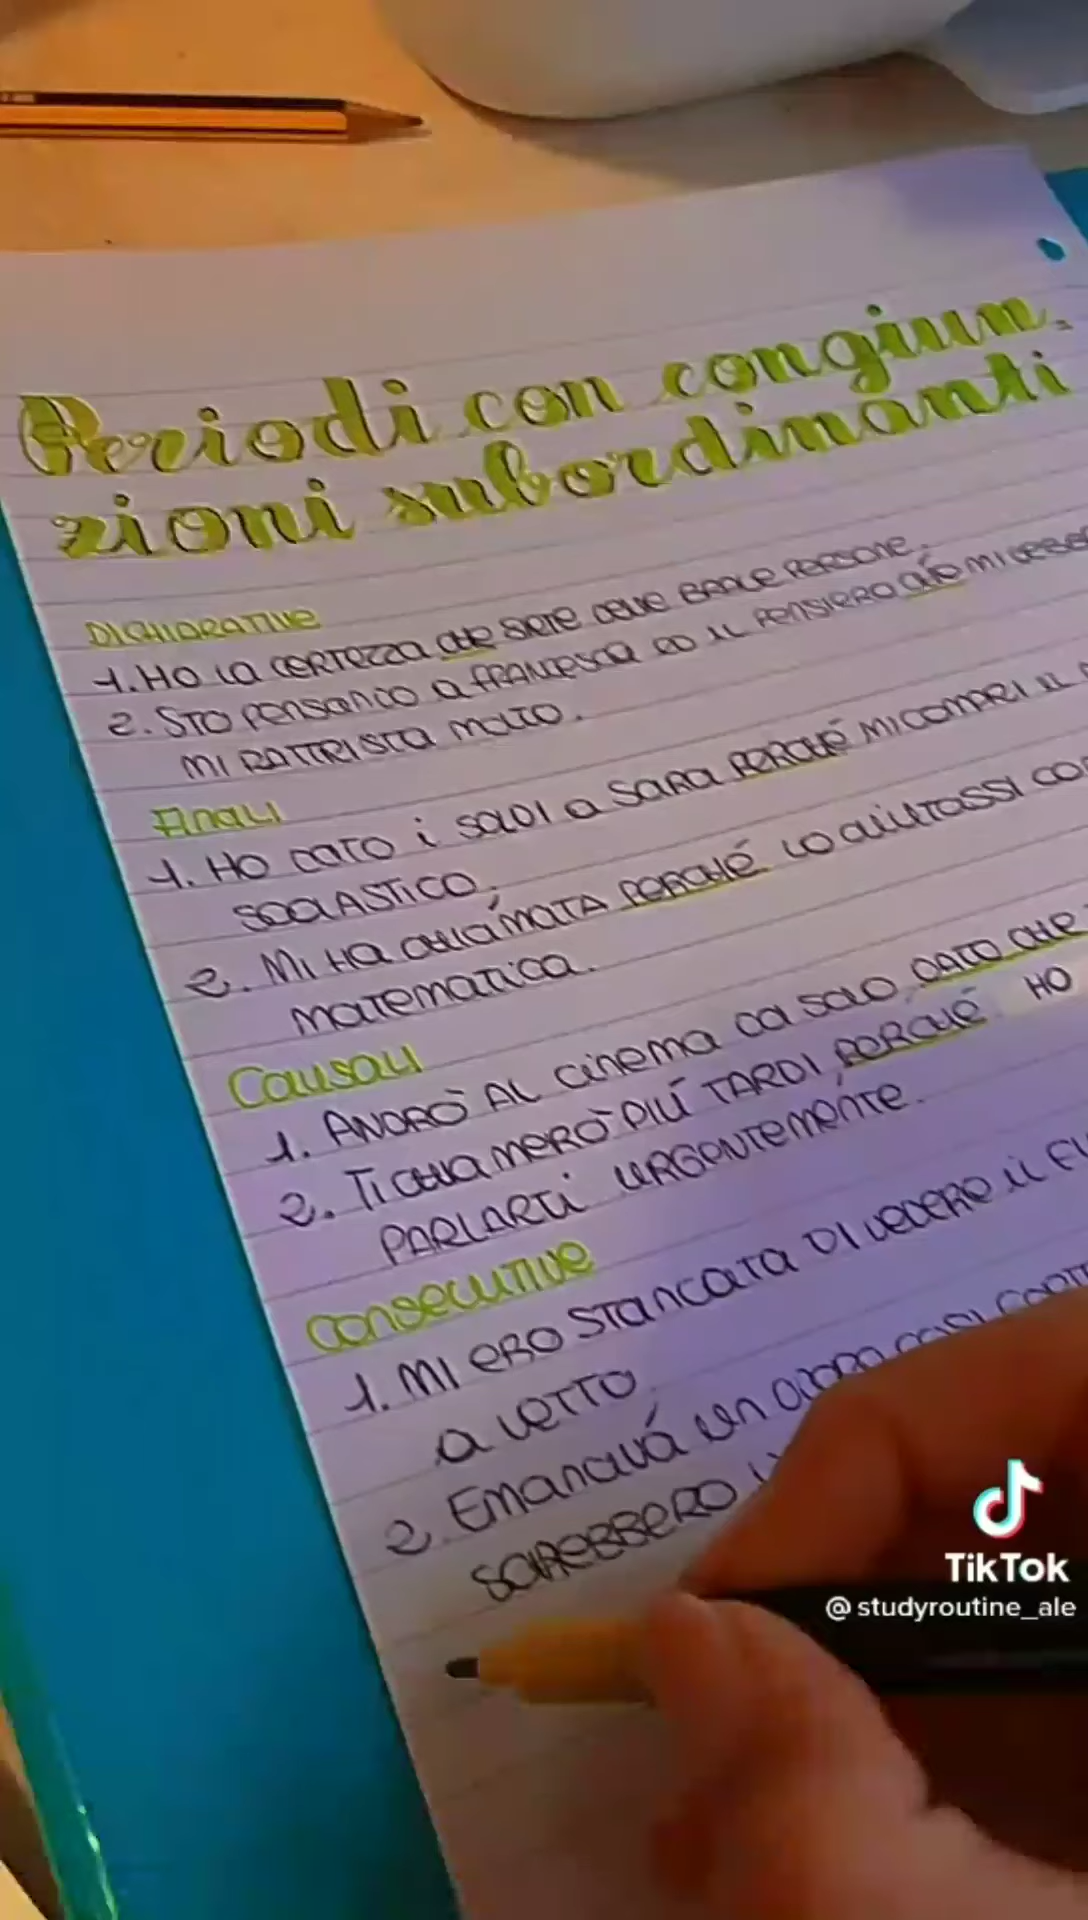 Periodi con congiun-
zioni subordinanti
DICHIARATIVE
1. HO LA CERTEZZA CHE SIETE DELLE BRAVE PERSONE.
2. STO PENSANDO A FRANCESCA ED IL PENSIERO CHE MI
MI RATTRISTA MOLTO.
FINALI
1. HO DATO I SOLDI A SARA PERCHÉ MI COMPRI IL
SCOLASTICO.
2. MI HA CHIAMATA PERCHÉ LO AIUTASSI
MATEMATICA.
CAUSALI
1. ANDRÒ AL CINEMA DA SOLO DATO CHE
2. TI CHIAMERÒ PIÙ TARDI PERCHÉ HO
PARLARTI URGENTEMENTE.
CONSECUTIVE
1. MI ERO STANCATA DI VEDERE IL
A LETTO
2. EMANAVA UN ODORE COSÌ
SAREBBERO
TikTok
@studyroutine_ale